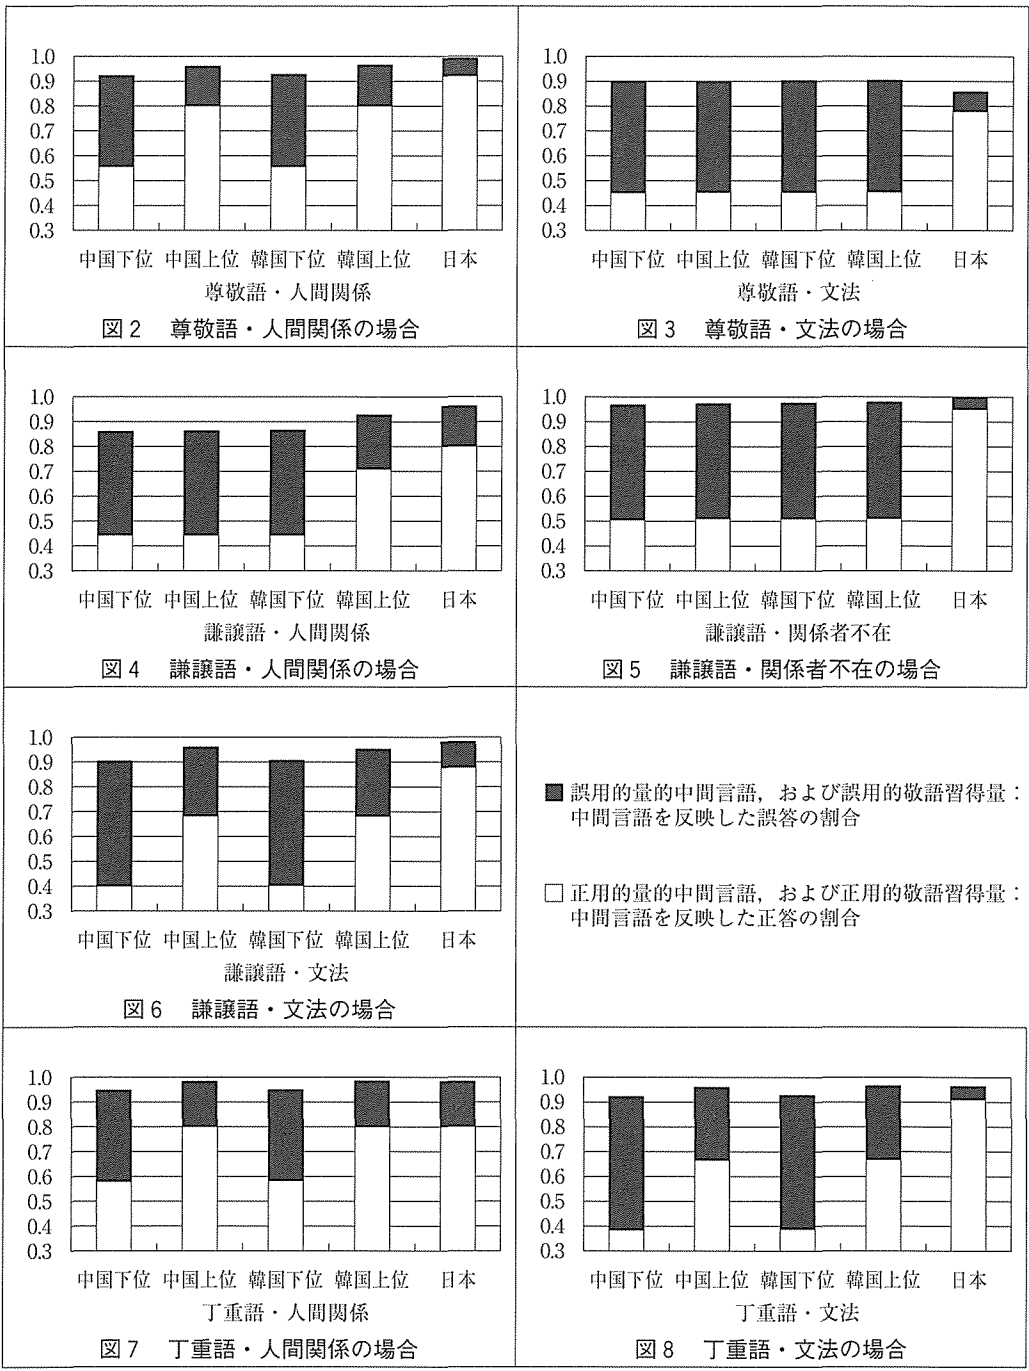 1.0
0.9
0.8
0.7
0.6
0.5
0.4
0.3
中国下位 中国上位 韓国下位 韓国上位 日本
尊敬語・人間関係
図2 尊敬語・人間関係の場合
1.0
0.9
0.8
0.7
0.6
0.5
0.4
0.3
中国下位 中国上位 韓国下位 韓国上位 日本
尊敬語・文法
図3 尊敬語・文法の場合
1.0
0.9
0.8
0.7
0.6
0.5
0.4
0.3
中国下位 中国上位 韓国下位 韓国上位 日本
謙譲語・人間関係
図4 謙譲語・人間関係の場合
1.0
0.9
0.8
0.7
0.6
0.5
0.4
0.3
中国下位 中国上位 韓国下位 韓国上位 日本
謙譲語・関係者不在
図5 謙譲語・関係者不在の場合
1.0
0.9
0.8
0.7
0.6
0.5
0.4
0.3
中国下位 中国上位 韓国下位 韓国上位 日本
謙譲語・文法
図6 謙譲語・文法の場合
誤用的量的中間言語，および誤用的敬語習得量：
中間言語を反映した誤答の割合
正用的量的中間言語，および正用的敬語習得量：
中間言語を反映した正答の割合
1.0
0.9
0.8
0.7
0.6
0.5
0.4
0.3
中国下位 中国上位 韓国下位 韓国上位 日本
丁重語・人間関係
図7 丁重語・人間関係の場合
1.0
0.9
0.8
0.7
0.6
0.5
0.4
0.3
中国下位 中国上位 韓国下位 韓国上位 日本
丁重語・文法
図8 丁重語・文法の場合